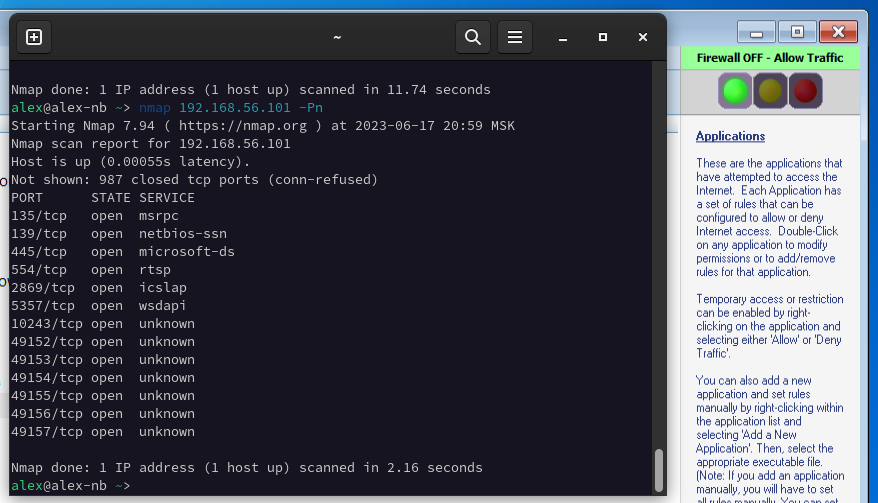 ~
Nmap done: 1 IP address (1 host up) scanned in 11.74 seconds
alex@alex-nb ~> nmap 192.168.56.101 -Pn
Starting Nmap 7.94 ( https://nmap.org ) at 2023-06-17 20:59 MSK
Nmap scan report for 192.168.56.101
Host is up (0.00055s latency).
Not shown: 987 closed tcp ports (conn-refused)
PORT      STATE SERVICE
135/tcp   open  msrpc
139/tcp   open  netbios-ssn
445/tcp   open  microsoft-ds
554/tcp   open  rtsp
2869/tcp  open  icslap
5357/tcp  open  wsdapi
10243/tcp open  unknown
49152/tcp open  unknown
49153/tcp open  unknown
49154/tcp open  unknown
49155/tcp open  unknown
49156/tcp open  unknown
49157/tcp open  unknown
Nmap done: 1 IP address (1 host up) scanned in 2.16 seconds
alex@alex-nb ~>
Firewall OFF - Allow Traffic
Applications
These are the applications that
have attempted to access the
Internet.  Each Application has
a set of rules that can be
configured to allow or deny
Internet access.  Double-Click
on any application to modify
permissions or to add/remove
rules for that application.
Temporary access or restriction
can be enabled by right-
clicking on the application and
selecting either 'Allow' or 'Deny
Traffic'.
You can also add a new
application and set rules
manually by right-clicking within
the application list and
selecting 'Add a New
Application'. Then, select the
appropriate executable file.
(Note: If you add an application
manually, you will have to set
all rules manually. You can set